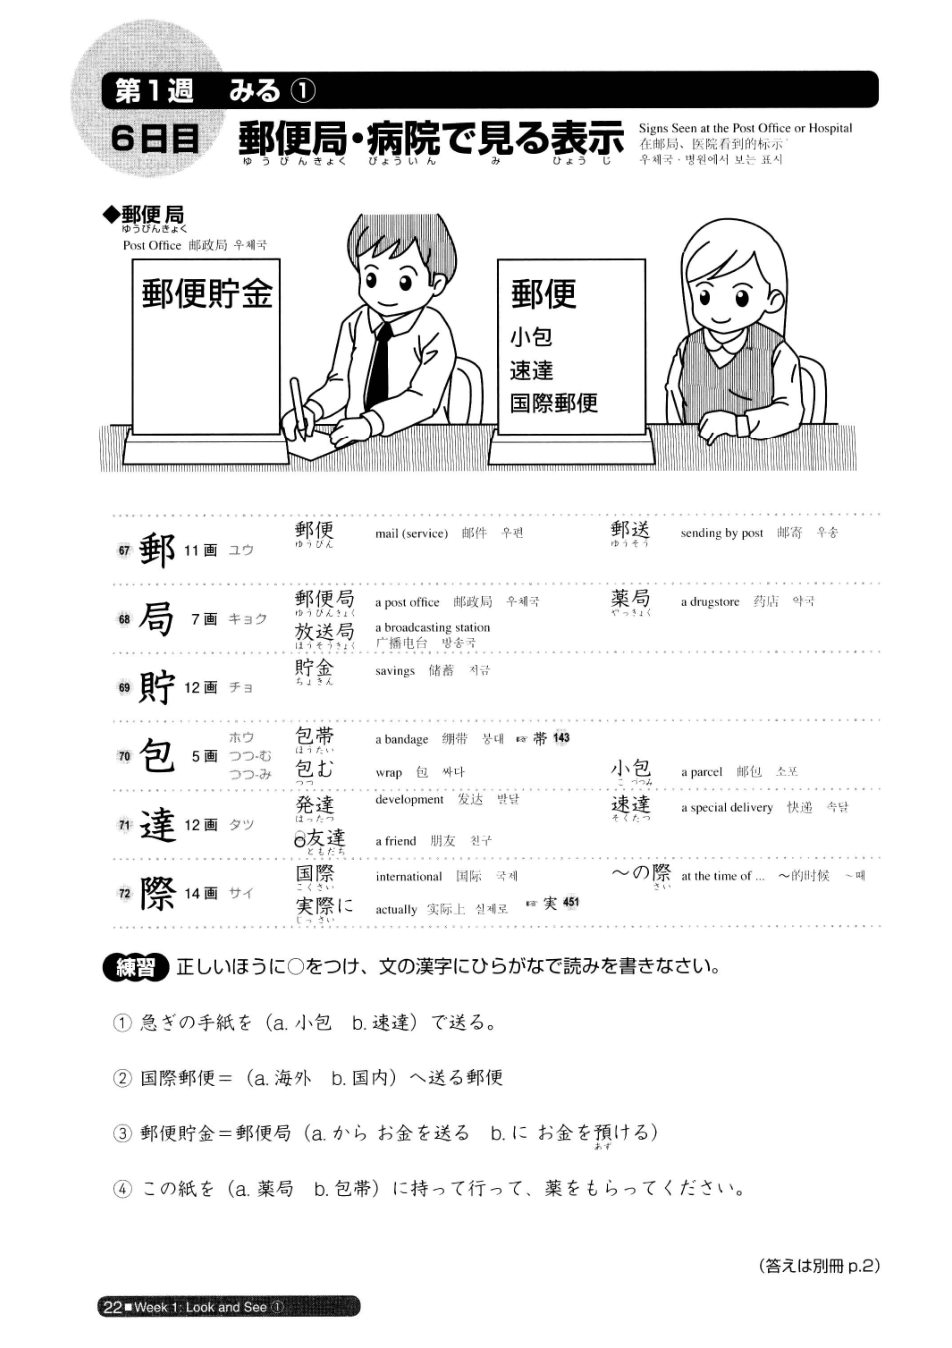 第1週 みる①
6日目 郵便局・病院で見る表示
ゆうびんきょく びょういん み ひょうじ
Signs Seen at the Post Office or Hospital
在邮局、医院看到的标示
우체국·병원에서 보는 표시
◆郵便局
ゆうびんきょく
Post Office 邮政局 우체국
郵便貯金
郵便
小包
速達
国際郵便
67 郵 11画 ユウ
郵便 mail (service) 邮件 우편
ゆうびん
郵送 sending by post 邮寄 우송
ゆうそう
68 局 7画 キョク
郵便局 a post office 邮政局 우체국
ゆうびんきょく
薬局 a drugstore 药店 약국
やっきょく
放送局 a broadcasting station
ほうそうきょく 广播电台 방송국
69 貯 12画 チョ
貯金 savings 储蓄 저금
ちょきん
70 包 5画 ホウ
つつ-む
つつ-み
包帯 a bandage 绷带 붕대 ☞ 帯 143
ほうたい
包む wrap 包 싸다
つつ
小包 a parcel 邮包 소포
こづつみ
71 達 12画 タツ
発達 development 发达 발달
はったつ
速達 a special delivery 快递 속달
そくたつ
○友達 a friend 朋友 친구
ともだち
72 際 14画 サイ
国際 international 国际 국제
こくさい
～の際 at the time of ... ～的时候 ～때
さい
実際に actually 实际上 실제로 ☞ 実 451
じっさい
練習 正しいほうに○をつけ、文の漢字にひらがなで読みを書きなさい。
① 急ぎの手紙を（a. 小包 b. 速達）で送る。
② 国際郵便＝（a. 海外 b. 国内）へ送る郵便
③ 郵便貯金＝郵便局（a. から お金を送る b. に お金を預ける）
あず
④ この紙を（a. 薬局 b. 包帯）に持って行って、薬をもらってください。
（答えは別冊 p.2）
22■Week 1: Look and See ①